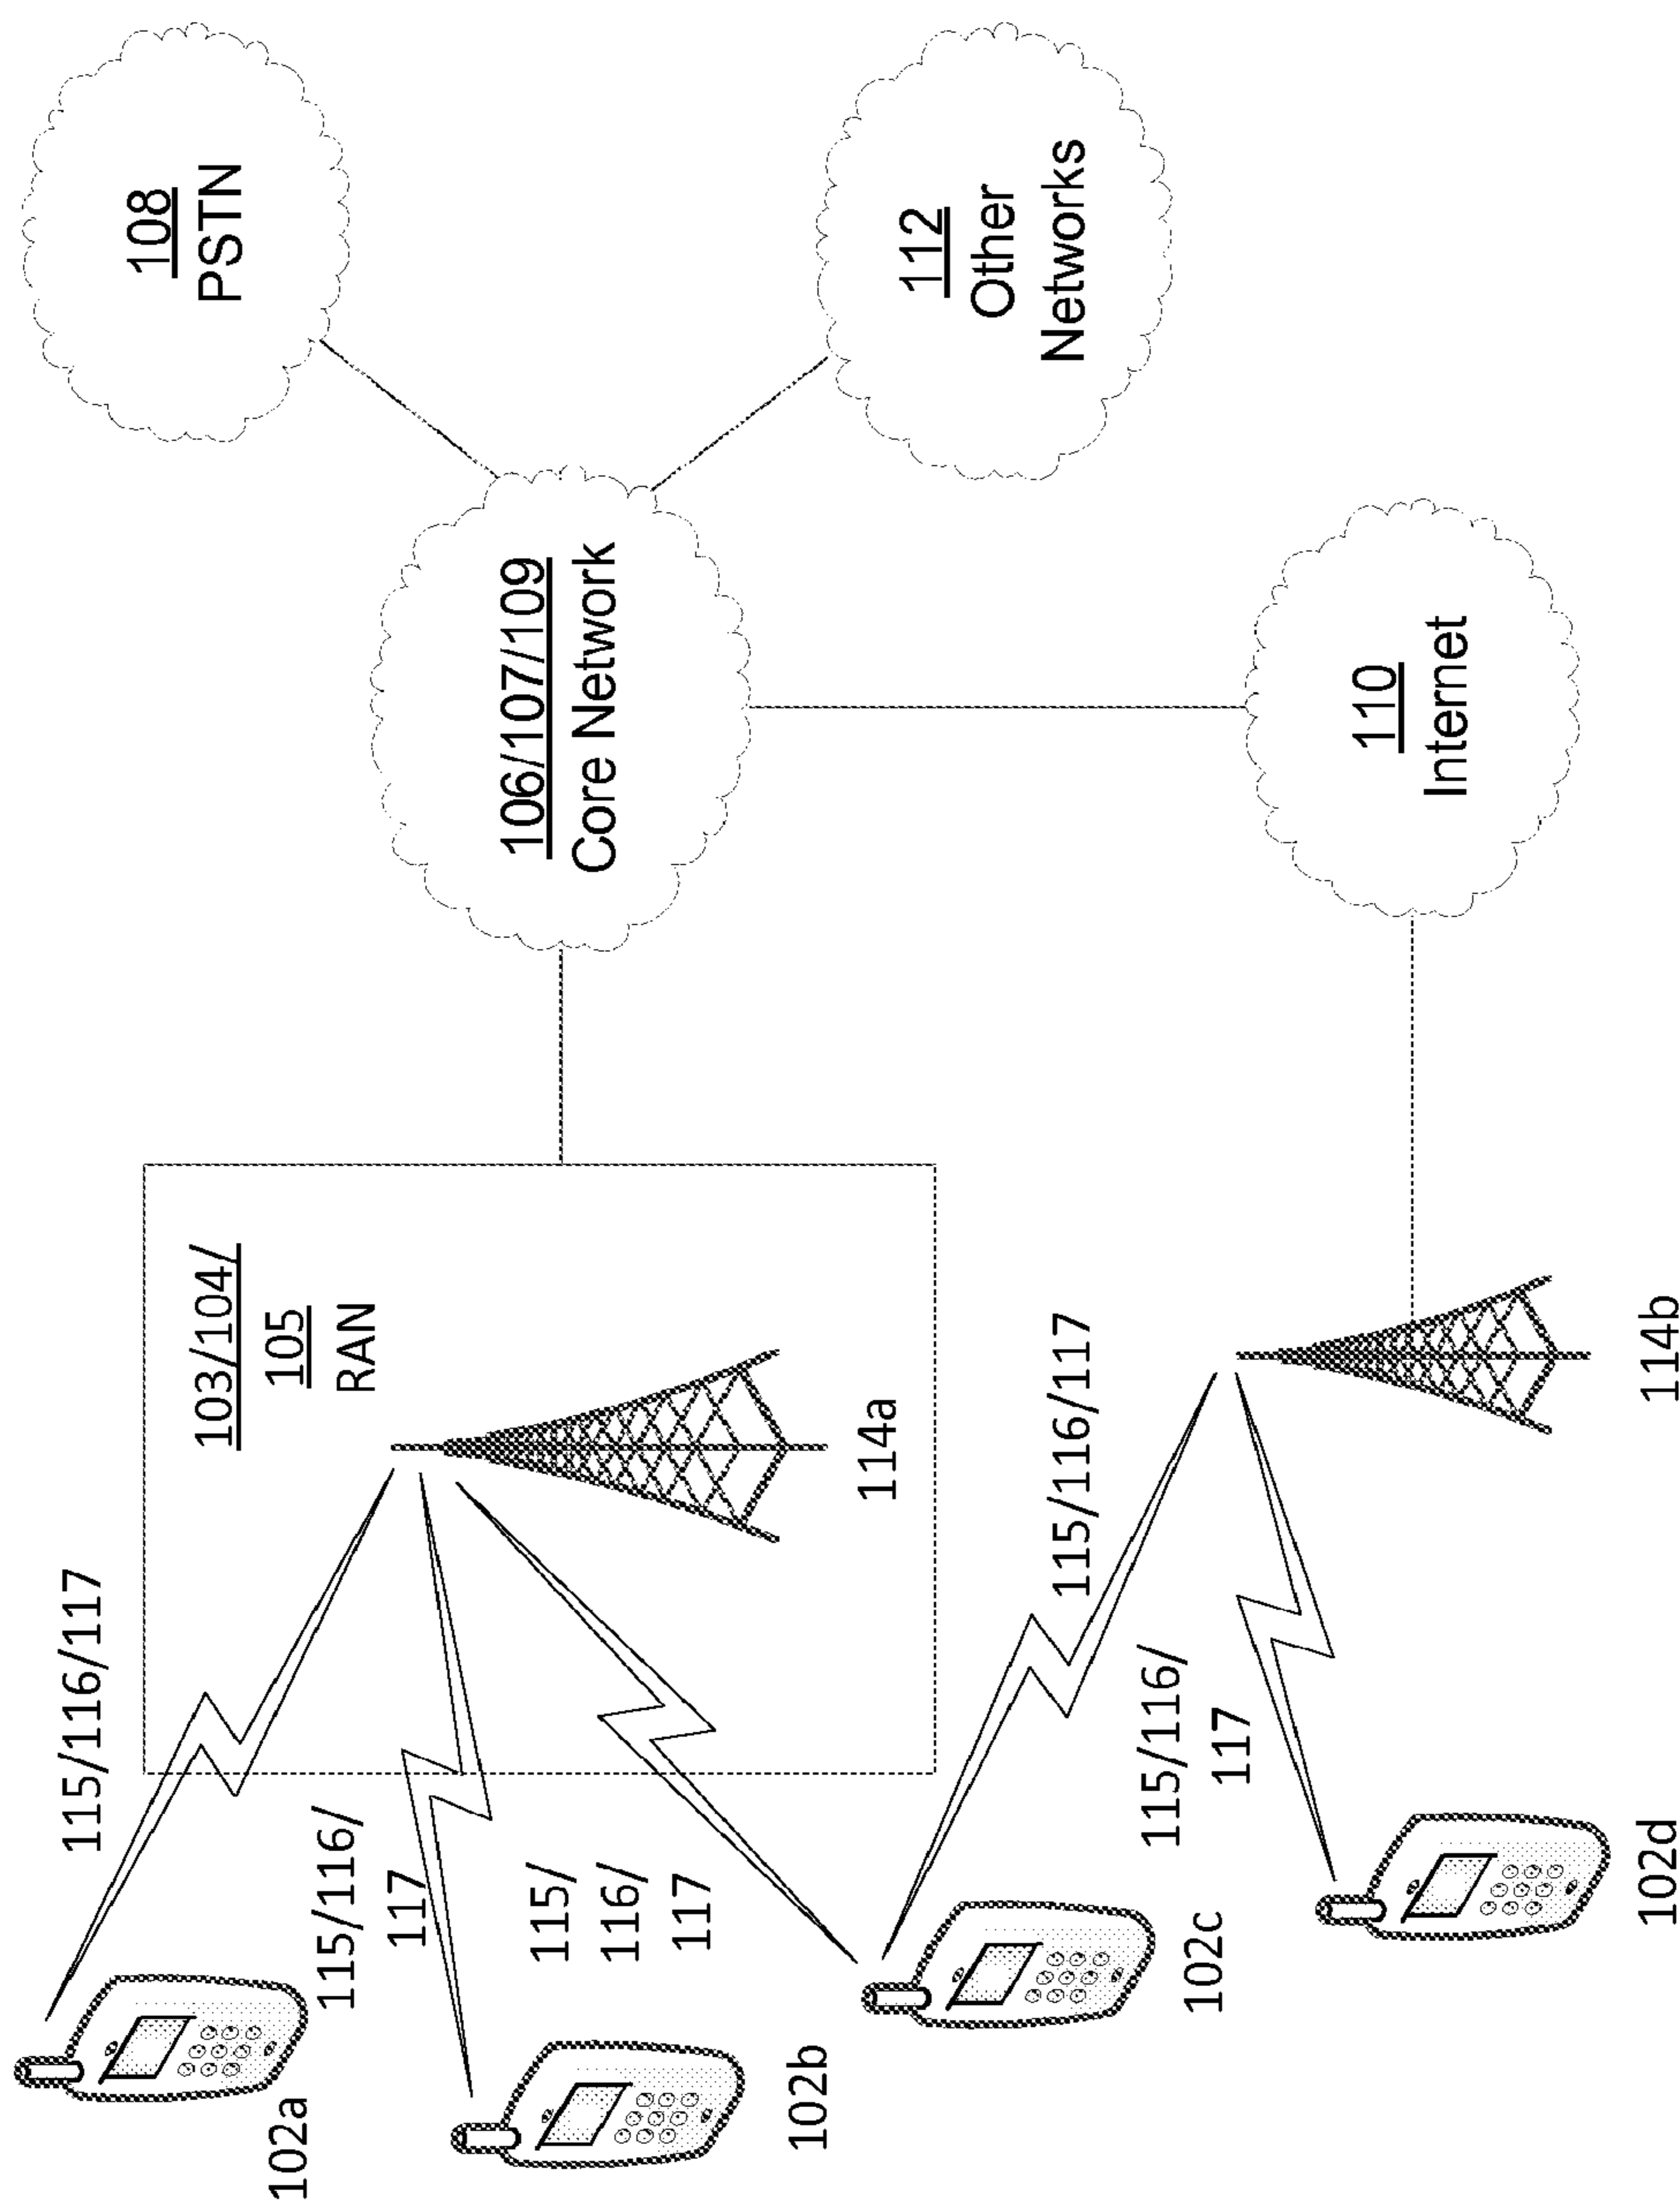 115/116/117
102a
103/104/
105
RAN
115/116/
117
102b
115/
116/
117
114a
106/107/109
Core Network
108
PSTN
112
Other
Networks
102c
115/116/117
115/116/
117
102d
114b
110
Internet